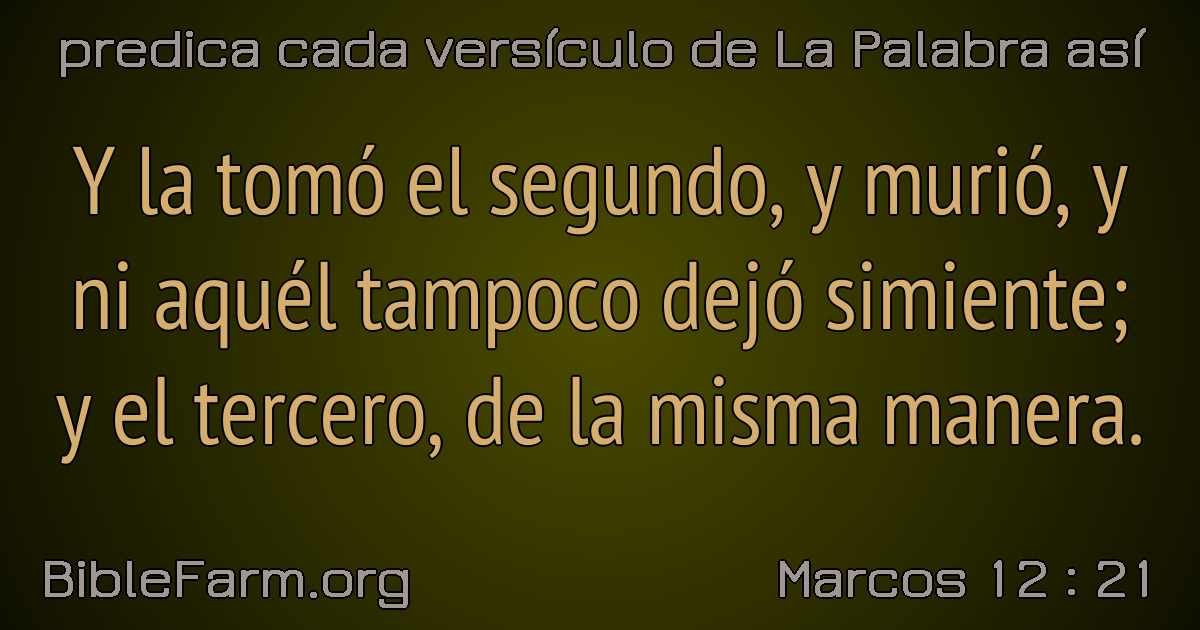 predica cada versículo de La Palabra así
Y la tomó el segundo, y murió, y
ni aquél tampoco dejó simiente;
y el tercero, de la misma manera.
BibleFarm.org
Marcos 12 : 21